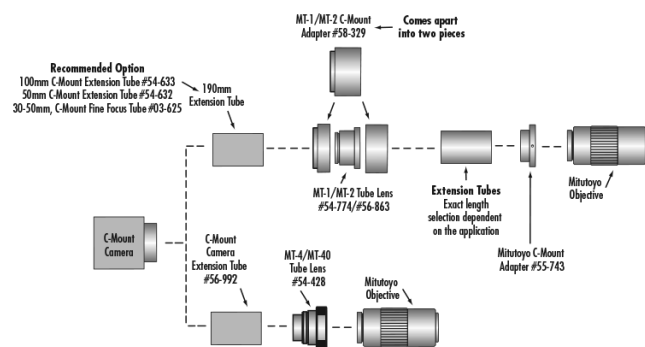 MT-1/MT-2 C-Mount
Adapter #58-329
Comes apart
into two pieces
Recommended Option
100mm C-Mount Extension Tube #54-633
50mm C-Mount Extension Tube #54-632
30-50mm, C-Mount Fine Focus Tube #03-625
190mm
Extension Tube
MT-1/MT-2 Tube Lens
#54-774/#56-863
Extension Tubes
Exact length
selection dependent
on the application
Mitutoyo
Objective
Mitutoyo C-Mount
Adapter #55-743
C-Mount
Camera
C-Mount
Camera
Extension Tube
#56-992
MT-4/MT-40
Tube Lens
#54-428
Mitutoyo
Objective